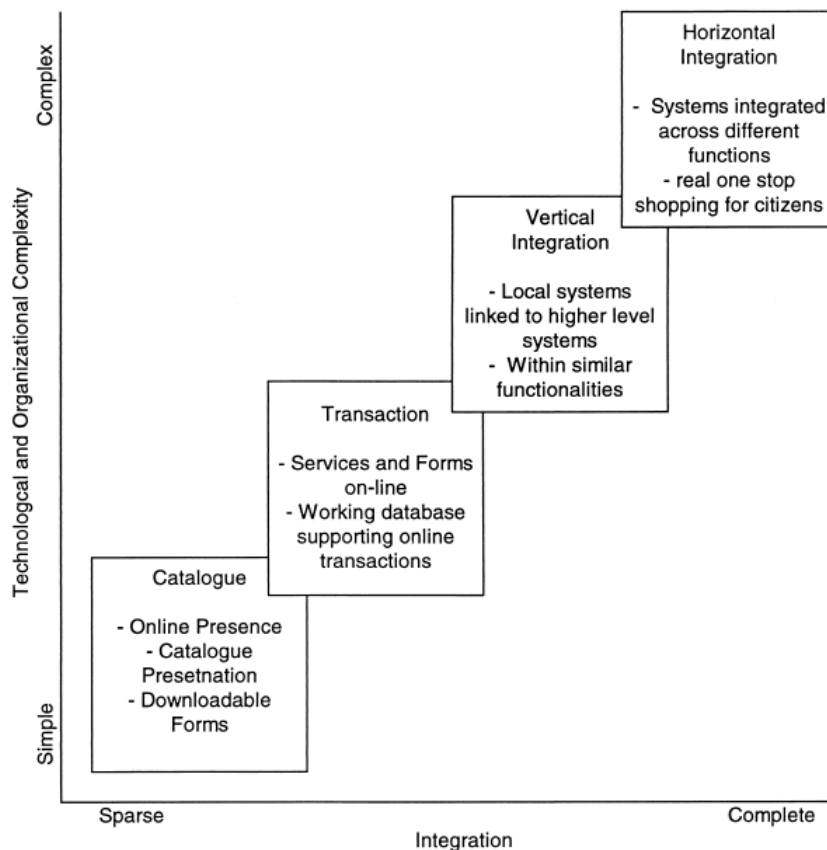 Complex
Technologcal and Organizational Complexity
Simple
Horizontal
Integration
- Systems integrated
across different
functions
- real one stop
shopping for citizens
Vertical
Integration
- Local systems
linked to higher level
systems
- Within similar
functionalities
Transaction
- Services and Forms
on-line
- Working database
supporting online
transactions
Catalogue
- Online Presence
- Catalogue
Presetnation
- Downloadable
Forms
Sparse
Complete
Integration